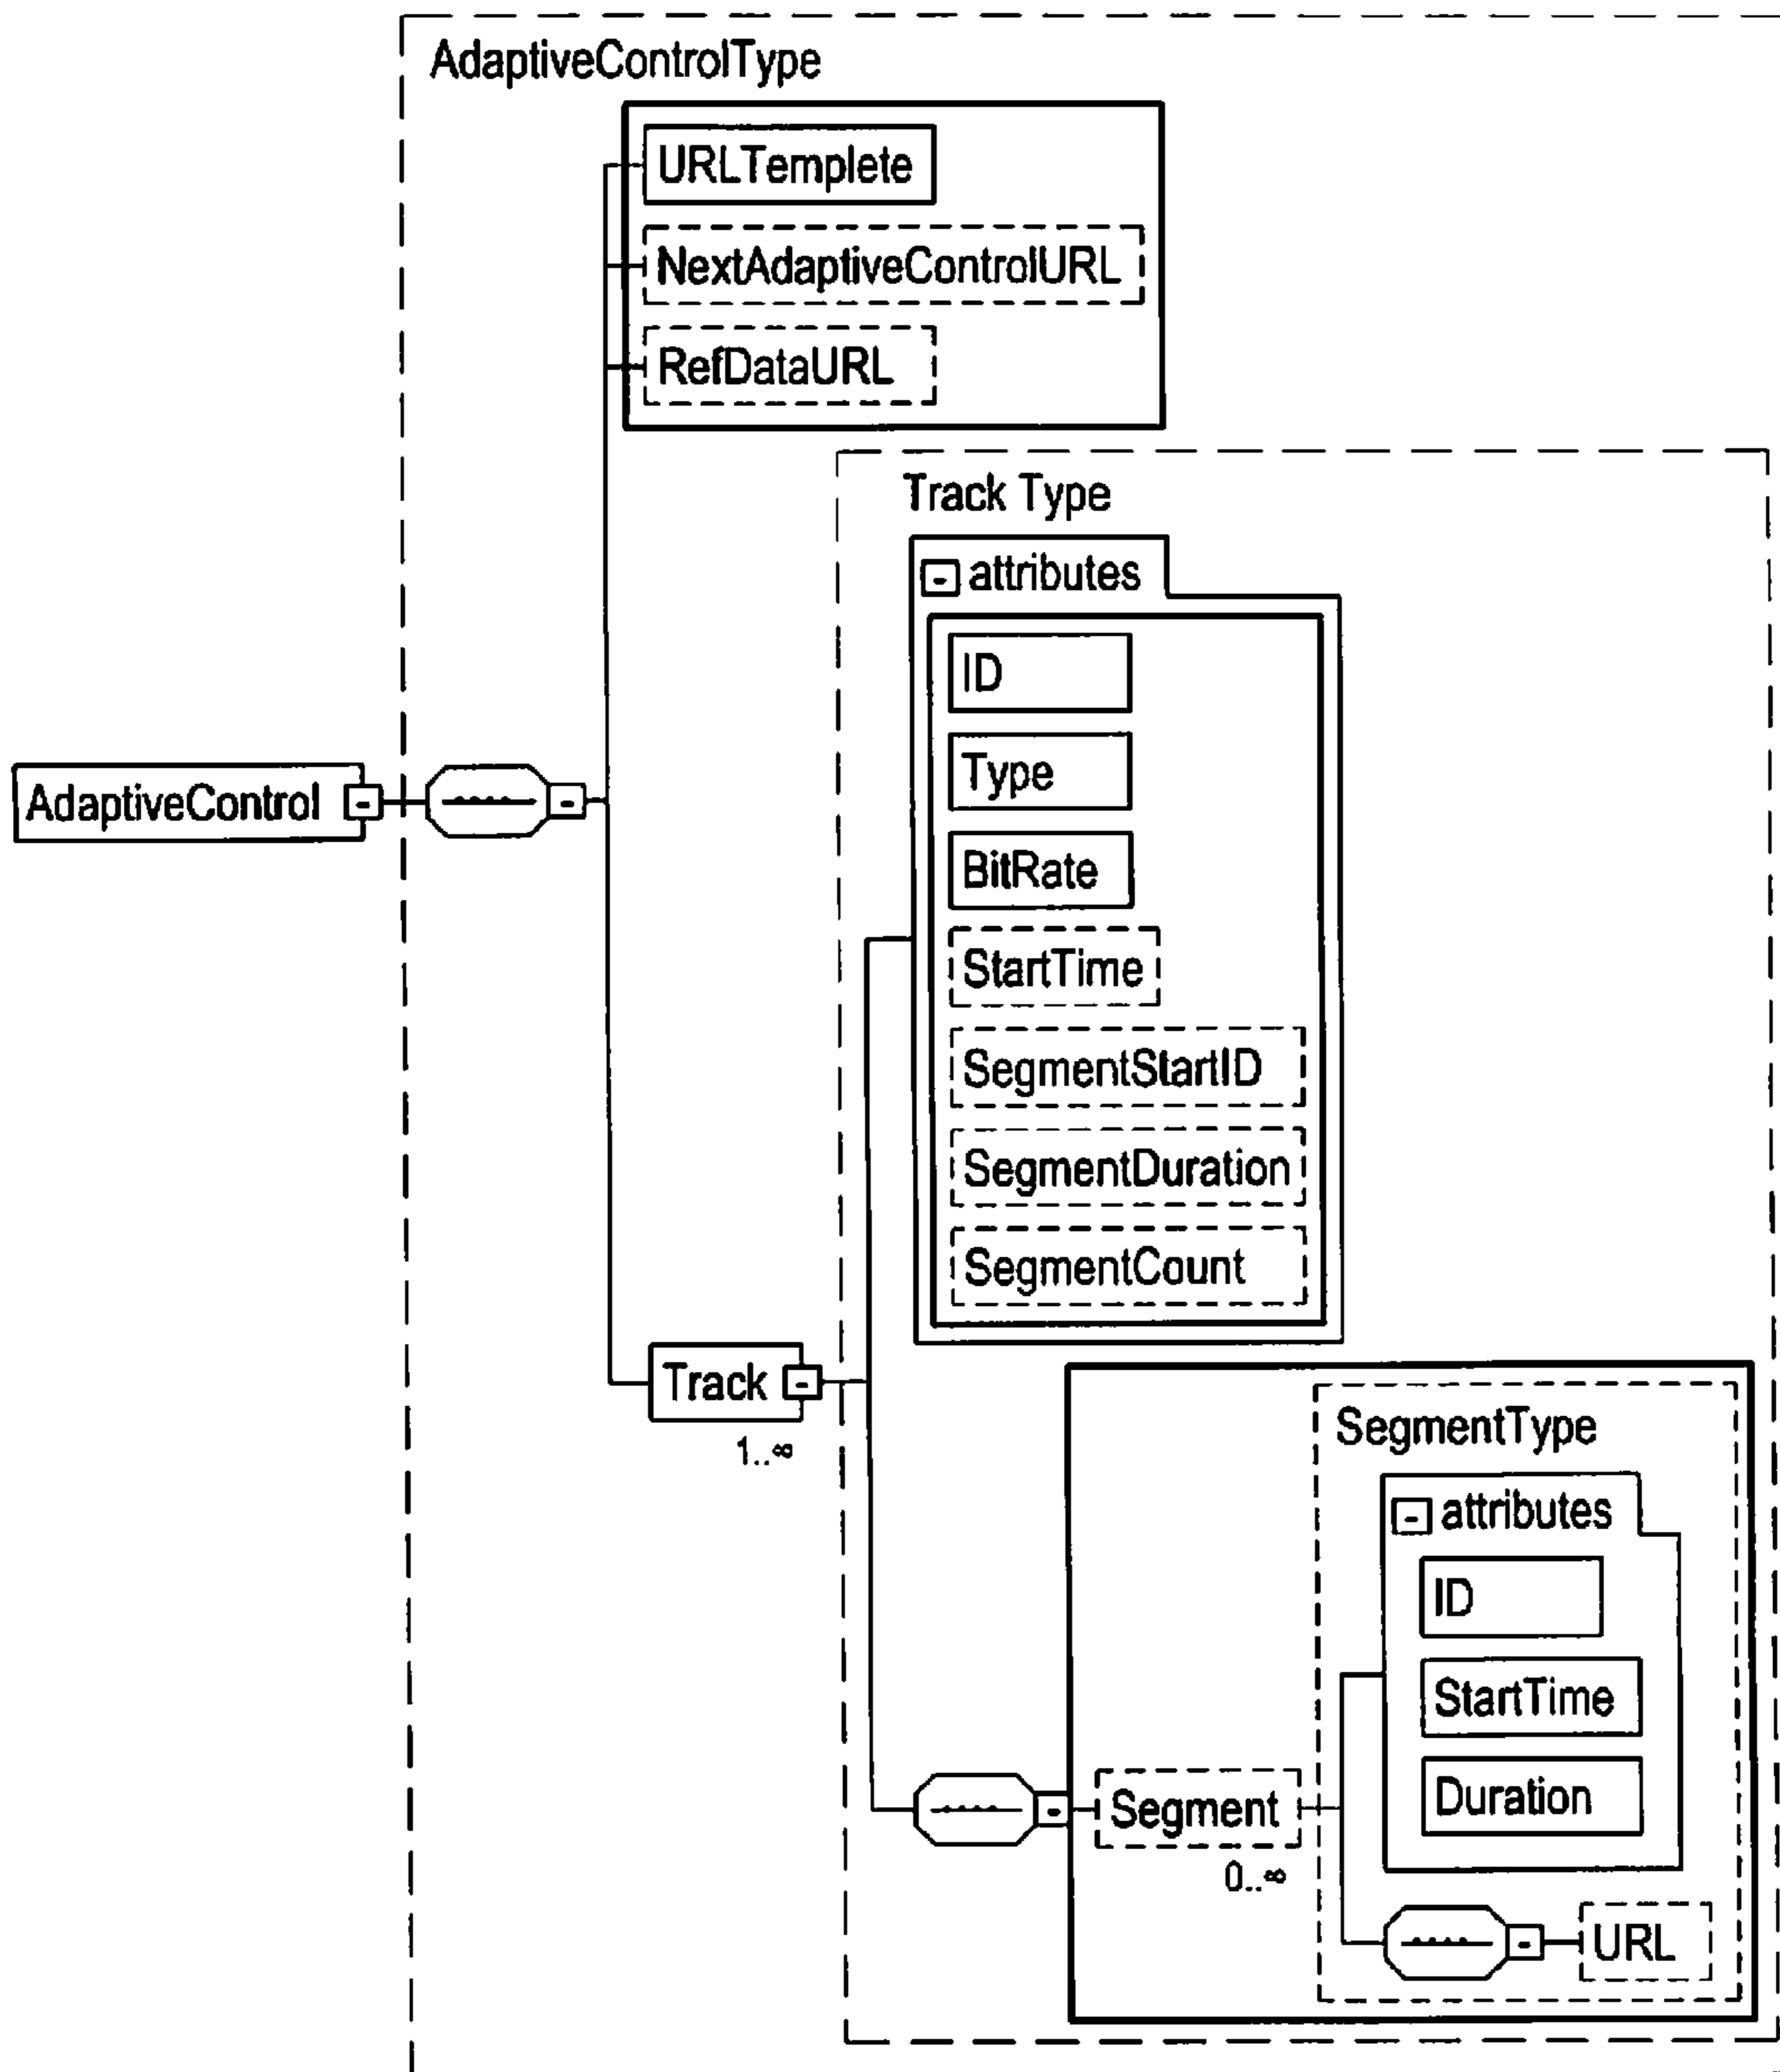 AdaptiveControlType
URLTemplete
NextAdaptiveControlURL
RefDataURL
Track Type
- attributes
ID
Type
BitRate
StartTime
SegmentStartID
SegmentDuration
SegmentCount
AdaptiveControl -
-
Track -
1..∞
SegmentType
- attributes
ID
StartTime
Duration
-
Segment
0..∞
-
URL